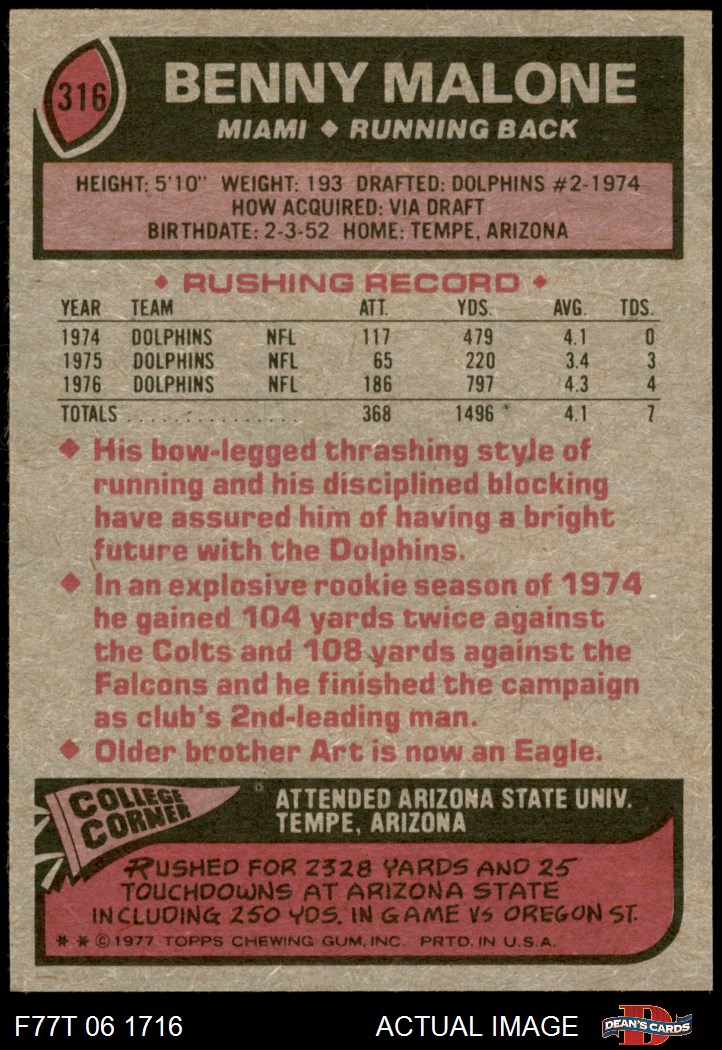 316
BENNY MALONE
MIAMI ◆ RUNNING BACK
HEIGHT: 5'10" WEIGHT: 193 DRAFTED: DOLPHINS #2-1974
HOW ACQUIRED: VIA DRAFT
BIRTHDATE: 2-3-52 HOME: TEMPE, ARIZONA
◆ RUSHING RECORD ◆
YEAR TEAM ATT. YDS. AVG. TDS.
1974 DOLPHINS NFL 117 479 4.1 0
1975 DOLPHINS NFL 65 220 3.4 3
1976 DOLPHINS NFL 186 797 4.3 4
TOTALS . . . . . . . . . . . . . . . . 368 1496 4.1 7
◆ His bow-legged thrashing style of
running and his disciplined blocking
have assured him of having a bright
future with the Dolphins.
◆ In an explosive rookie season of 1974
he gained 104 yards twice against
the Colts and 108 yards against the
Falcons and he finished the campaign
as club's 2nd-leading man.
◆ Older brother Art is now an Eagle.
COLLEGE
CORNER
ATTENDED ARIZONA STATE UNIV.
TEMPE, ARIZONA
RUSHED FOR 2328 YARDS AND 25
TOUCHDOWNS AT ARIZONA STATE
INCLUDING 250 YDS. IN GAME VS OREGON ST.
* * © 1977 TOPPS CHEWING GUM, INC. PRTD. IN U.S.A.
F77T 06 1716 ACTUAL IMAGE
D
DEAN'S CARDS